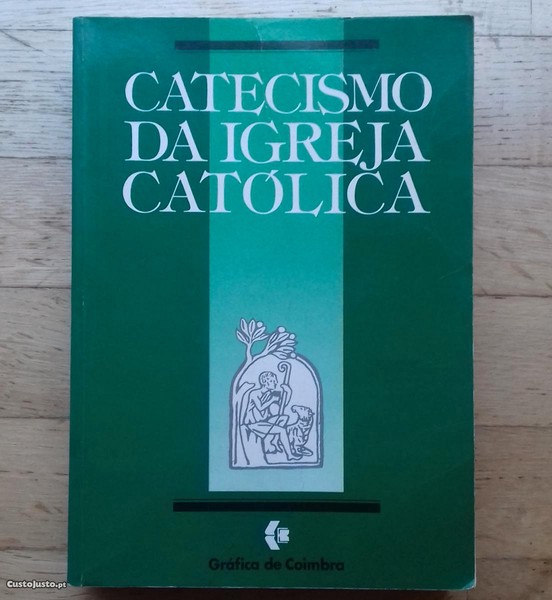 CATECISMO
DA IGREJA
CATÓLICA
Gráfica de Coimbra
CustoJusto.pt